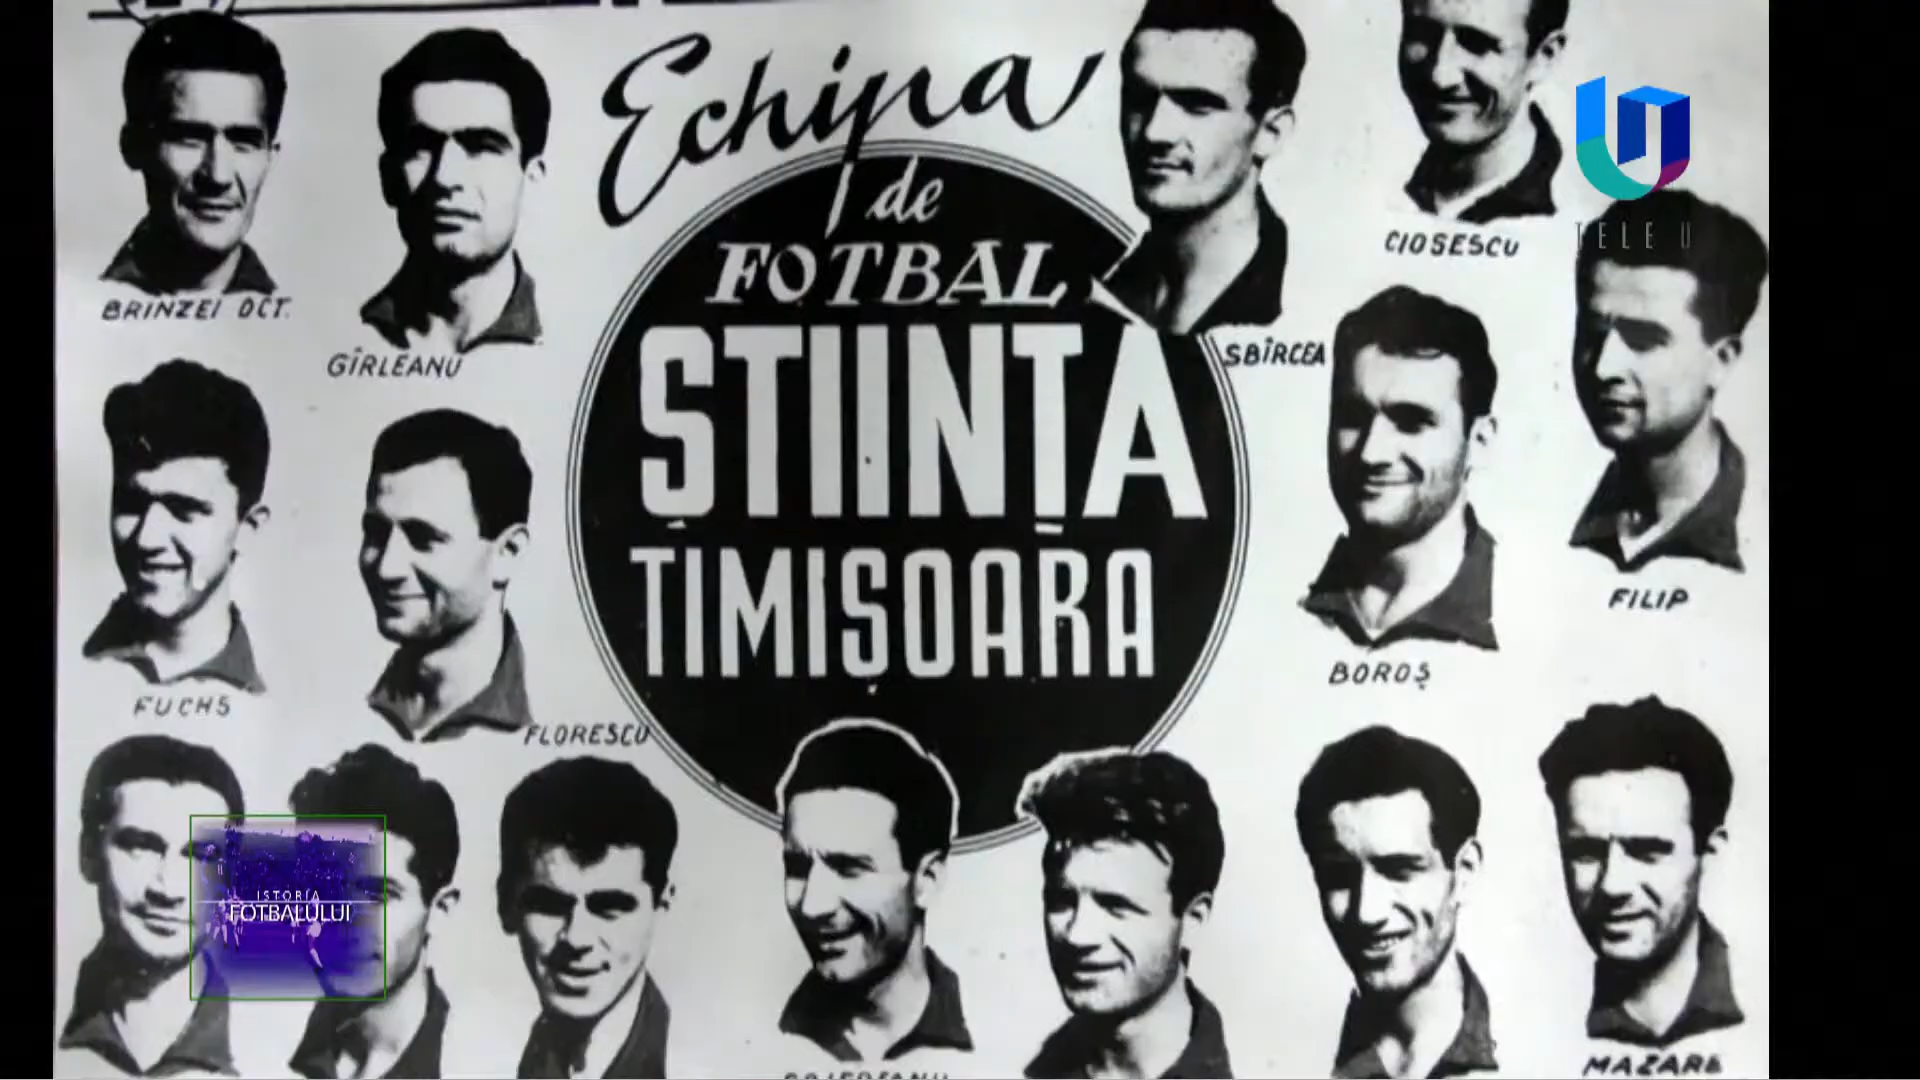 Echipa
de
FOTBAL
ȘTIINȚA
TIMIȘOARA
CIOSESCU
TELE U
BRINZEI OCT.
GÎRLEANU
SBÎRCEA
FILIP
BOROȘ
FUCHS
FLORESCU
ISTORIA
FOTBALULUI
MAZARE